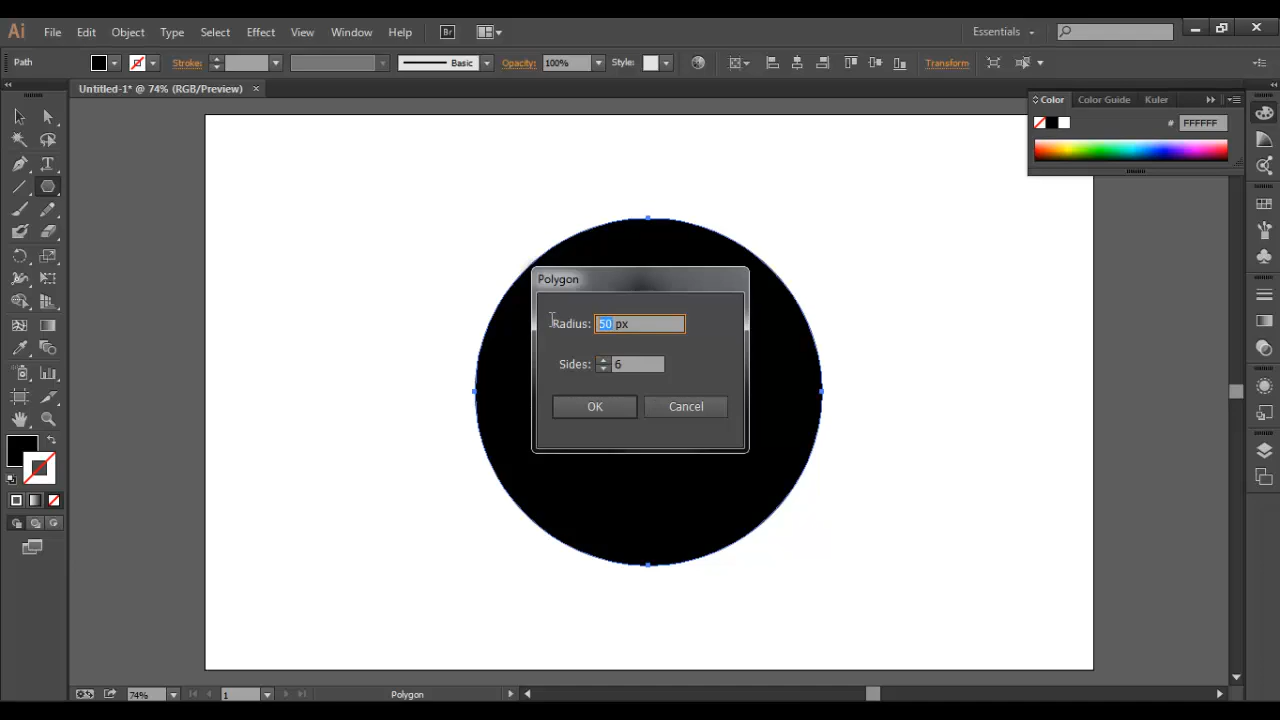 Ai File Edit Object Type Select Effect View Window Help Br Essentials
Path Stroke: Basic Opacity: 100% Style: Transform
Untitled-1* @ 74% (RGB/Preview) ×
Color Color Guide Kuler
# FFFFFF
Polygon
Radius: 50 px
Sides: 6
OK Cancel
74% 1 Polygon